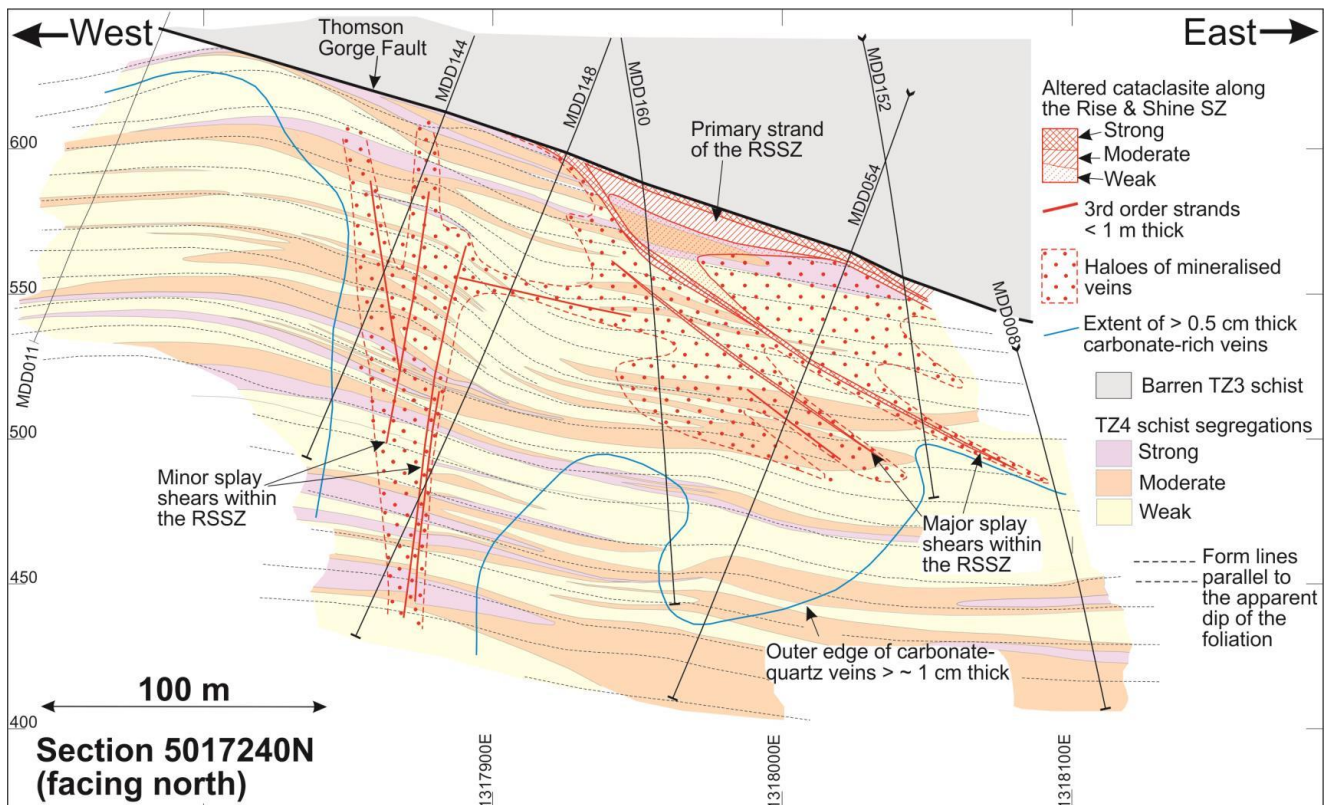 West
East
Thomson
Gorge Fault
MDD144
MDD148
MDD160
MDD152
MDD054
MDD008
MDD011
Primary strand
of the RSSZ
Altered cataclasite along
the Rise & Shine SZ
Strong
Moderate
Weak
3rd order strands
< 1 m thick
Haloes of mineralised
veins
Extent of > 0.5 cm thick
carbonate-rich veins
Barren TZ3 schist
TZ4 schist segregations
Strong
Moderate
Weak
Form lines
parallel to
the apparent
dip of the
foliation
600
550
500
450
400
Minor splay
shears within
the RSSZ
Major splay
shears within
the RSSZ
Outer edge of carbonate-
quartz veins > ~ 1 cm thick
100 m
Section 5017240N
(facing north)
1317900E
1318000E
1318100E